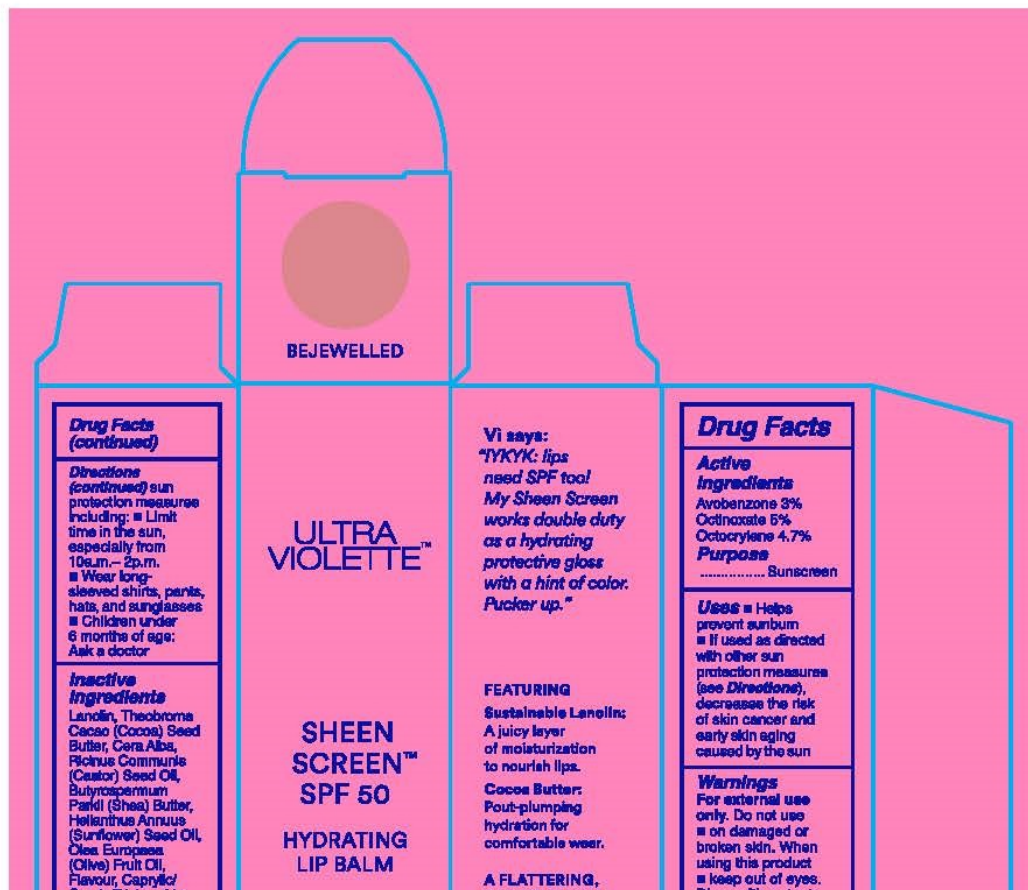 BEJEWELLED
Drug Facts
(continued)
Directions
(continued) sun
protection measures
including: ■ Limit
time in the sun,
especially from
10a.m.– 2p.m.
■ Wear long-
sleeved shirts, pants,
hats, and sunglasses
■ Children under
6 months of age:
Ask a doctor
Inactive
Ingredients
Lanolin, Theobroma
Cacao (Cocoa) Seed
Butter, Cera Alba,
Ricinus Communis
(Castor) Seed Oil,
Butyrospermum
Parkii (Shea) Butter,
Helianthus Annuus
(Sunflower) Seed Oil,
Olea Europaea
(Olive) Fruit Oil,
Flavour, Caprylic/
ULTRA
VIOLETTE™
SHEEN
SCREEN™
SPF 50
HYDRATING
LIP BALM
Vi says:
"IYKYK: lips
need SPF too!
My Sheen Screen
works double duty
as a hydrating
protective gloss
with a hint of color.
Pucker up."
FEATURING
Sustainable Lanolin:
A juicy layer
of moisturization
to nourish lips.
Cocoa Butter:
Pout-plumping
hydration for
comfortable wear.
A FLATTERING,
Drug Facts
Active
Ingredients
Avobenzone 3%
Octinoxate 5%
Octocrylene 4.7%
Purpose
................ Sunscreen
Uses ■ Helps
prevent sunburn
■ If used as directed
with other sun
protection measures
(see Directions),
decreases the risk
of skin cancer and
early skin aging
caused by the sun
Warnings
For external use
only. Do not use
■ on damaged or
broken skin. When
using this product
■ keep out of eyes.